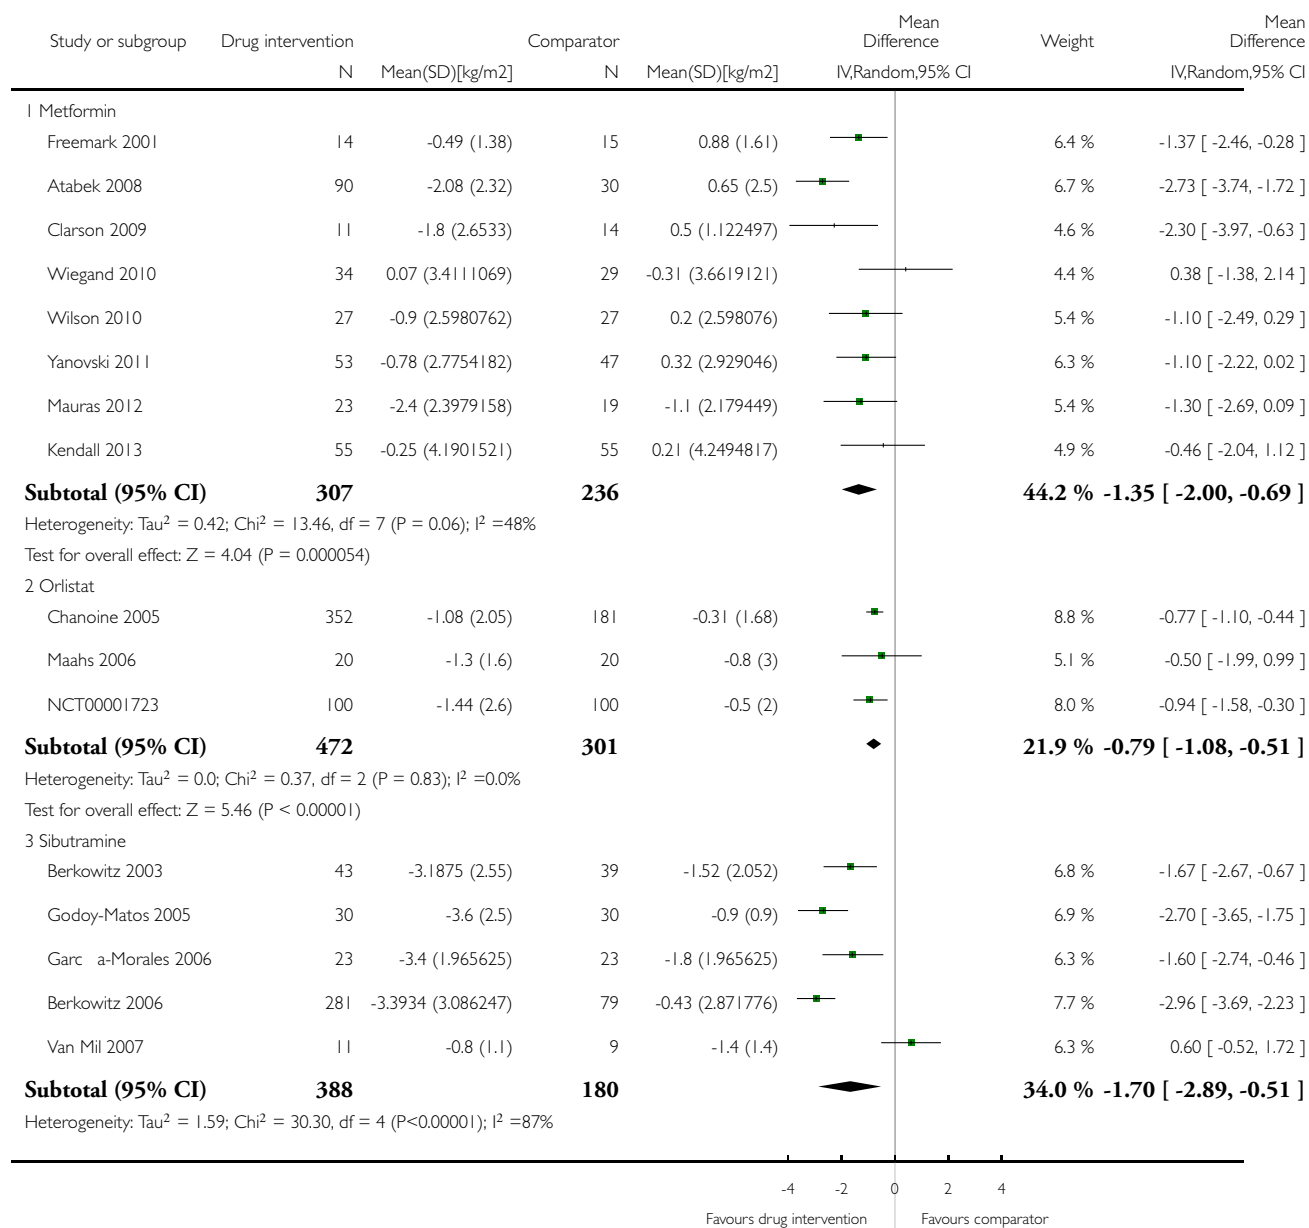 Mean Mean
Study or subgroup Drug intervention Comparator Difference Weight Difference
N Mean(SD)[kg/m2] N Mean(SD)[kg/m2] IV,Random,95% CI IV,Random,95% CI
1 Metformin
Freemark 2001 14 -0.49 (1.38) 15 0.88 (1.61) 6.4 % -1.37 [ -2.46, -0.28 ]
Atabek 2008 90 -2.08 (2.32) 30 0.65 (2.5) 6.7 % -2.73 [ -3.74, -1.72 ]
Clarson 2009 11 -1.8 (2.6533) 14 0.5 (1.122497) 4.6 % -2.30 [ -3.97, -0.63 ]
Wiegand 2010 34 0.07 (3.4111069) 29 -0.31 (3.6619121) 4.4 % 0.38 [ -1.38, 2.14 ]
Wilson 2010 27 -0.9 (2.5980762) 27 0.2 (2.598076) 5.4 % -1.10 [ -2.49, 0.29 ]
Yanovski 2011 53 -0.78 (2.7754182) 47 0.32 (2.929046) 6.3 % -1.10 [ -2.22, 0.02 ]
Mauras 2012 23 -2.4 (2.3979158) 19 -1.1 (2.179449) 5.4 % -1.30 [ -2.69, 0.09 ]
Kendall 2013 55 -0.25 (4.1901521) 55 0.21 (4.2494817) 4.9 % -0.46 [ -2.04, 1.12 ]
Subtotal (95% CI) 307 236 44.2 % -1.35 [ -2.00, -0.69 ]
Heterogeneity: Tau² = 0.42; Chi² = 13.46, df = 7 (P = 0.06); I² =48%
Test for overall effect: Z = 4.04 (P = 0.000054)
2 Orlistat
Chanoine 2005 352 -1.08 (2.05) 181 -0.31 (1.68) 8.8 % -0.77 [ -1.10, -0.44 ]
Maahs 2006 20 -1.3 (1.6) 20 -0.8 (3) 5.1 % -0.50 [ -1.99, 0.99 ]
NCT00001723 100 -1.44 (2.6) 100 -0.5 (2) 8.0 % -0.94 [ -1.58, -0.30 ]
Subtotal (95% CI) 472 301 21.9 % -0.79 [ -1.08, -0.51 ]
Heterogeneity: Tau² = 0.0; Chi² = 0.37, df = 2 (P = 0.83); I² =0.0%
Test for overall effect: Z = 5.46 (P < 0.00001)
3 Sibutramine
Berkowitz 2003 43 -3.1875 (2.55) 39 -1.52 (2.052) 6.8 % -1.67 [ -2.67, -0.67 ]
Godoy-Matos 2005 30 -3.6 (2.5) 30 -0.9 (0.9) 6.9 % -2.70 [ -3.65, -1.75 ]
Garc a-Morales 2006 23 -3.4 (1.965625) 23 -1.8 (1.965625) 6.3 % -1.60 [ -2.74, -0.46 ]
Berkowitz 2006 281 -3.3934 (3.086247) 79 -0.43 (2.871776) 7.7 % -2.96 [ -3.69, -2.23 ]
Van Mil 2007 11 -0.8 (1.1) 9 -1.4 (1.4) 6.3 % 0.60 [ -0.52, 1.72 ]
Subtotal (95% CI) 388 180 34.0 % -1.70 [ -2.89, -0.51 ]
Heterogeneity: Tau² = 1.59; Chi² = 30.30, df = 4 (P<0.00001); I² =87%
-4 -2 0 2 4
Favours drug intervention Favours comparator